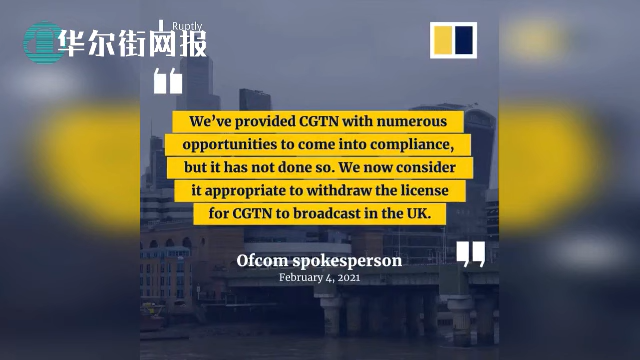 Ruptly
华尔街网报
We've provided CGTN with numerous
opportunities to come into compliance,
but it has not done so. We now consider
it appropriate to withdraw the license
for CGTN to broadcast in the UK.
Ofcom spokesperson
February 4, 2021